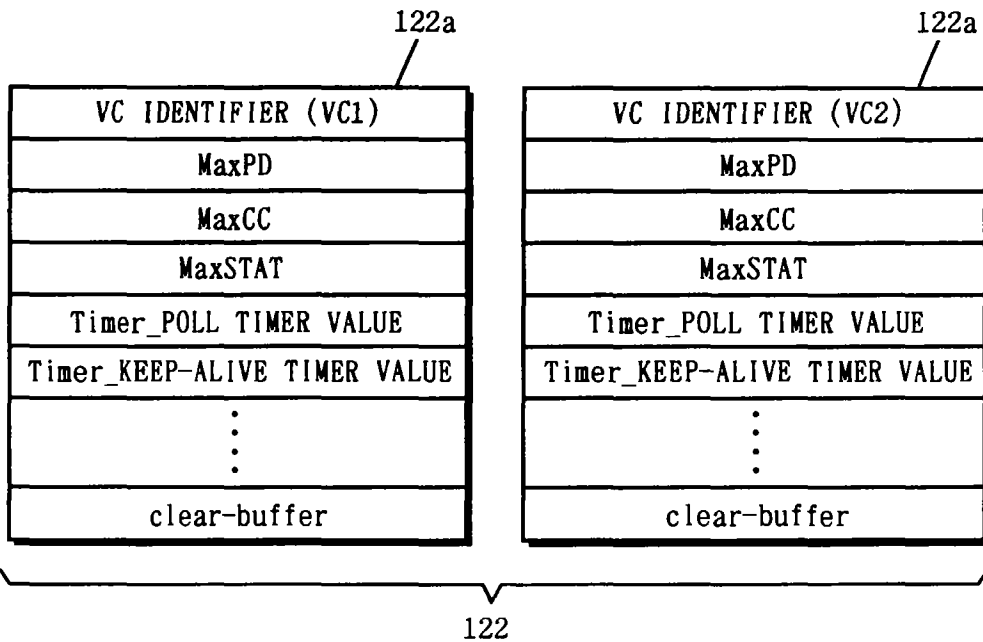 122a
122a
VC IDENTIFIER (VC1)
MaxPD
MaxCC
MaxSTAT
Timer_POLL TIMER VALUE
Timer_KEEP-ALIVE TIMER VALUE
clear-buffer
VC IDENTIFIER (VC2)
MaxPD
MaxCC
MaxSTAT
Timer_POLL TIMER VALUE
Timer_KEEP-ALIVE TIMER VALUE
clear-buffer
122